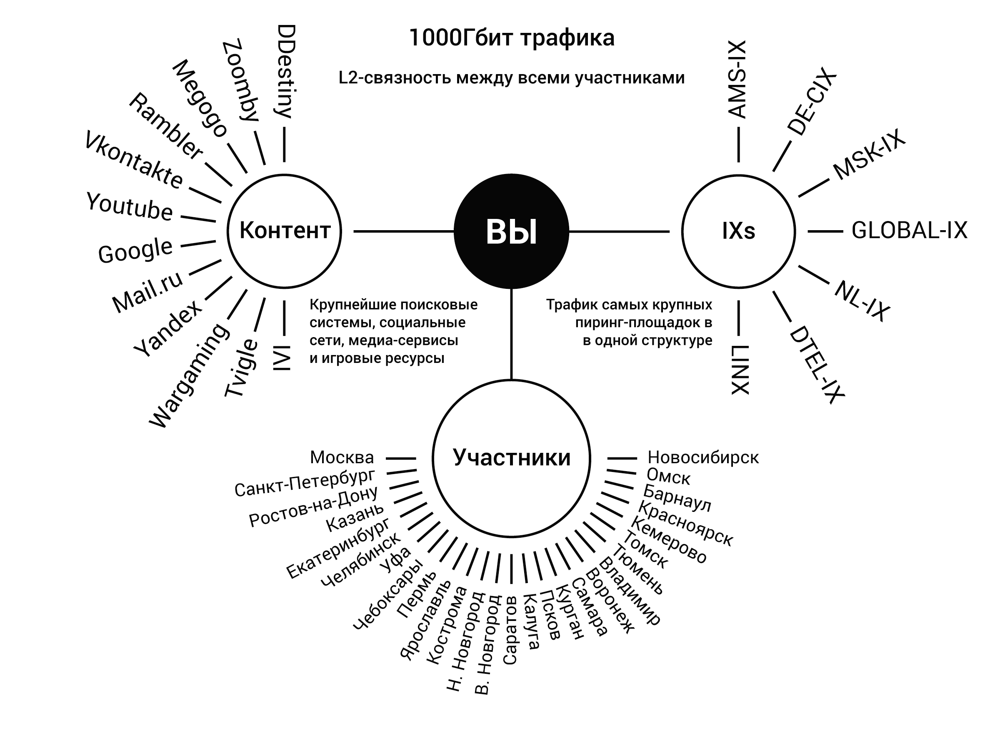 1000Гбит трафика
L2-связность между всеми участниками
DDestiny
Zoomby
Megogo
Rambler
Vkontakte
Youtube
Google
Mail.ru
Yandex
Wargaming
Tvigle
IVI
Контент
Крупнейшие поисковые
системы, социальные
сети, медиа-сервисы
и игровые ресурсы
ВЫ
IXs
AMS-IX
DE-CIX
MSK-IX
GLOBAL-IX
NL-IX
DTEL-IX
LINX
Трафик самых крупных
пиринг-площадок в
в одной структуре
Участники
Москва
Санкт-Петербург
Ростов-на-Дону
Казань
Екатеринбург
Челябинск
Уфа
Чебоксары
Пермь
Ярославль
Кострома
Н. Новгород
В. Новгород
Саратов
Калуга
Псков
Курган
Самара
Воронеж
Владимир
Тюмень
Томск
Кемерово
Красноярск
Барнаул
Омск
Новосибирск